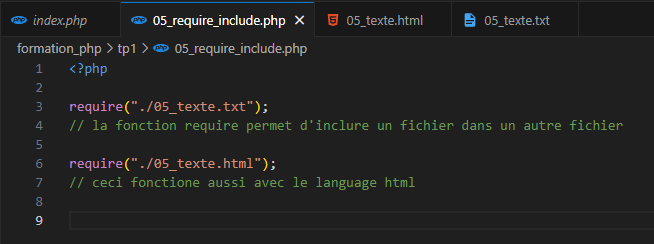 index.php 05_require_include.php × 05_texte.html 05_texte.txt
formation_php > tp1 > 05_require_include.php
1 <?php
2
3 require("./05_texte.txt");
4 // la fonction require permet d'inclure un fichier dans un autre fichier
5
6 require("./05_texte.html");
7 // ceci fonctione aussi avec le language html
8
9